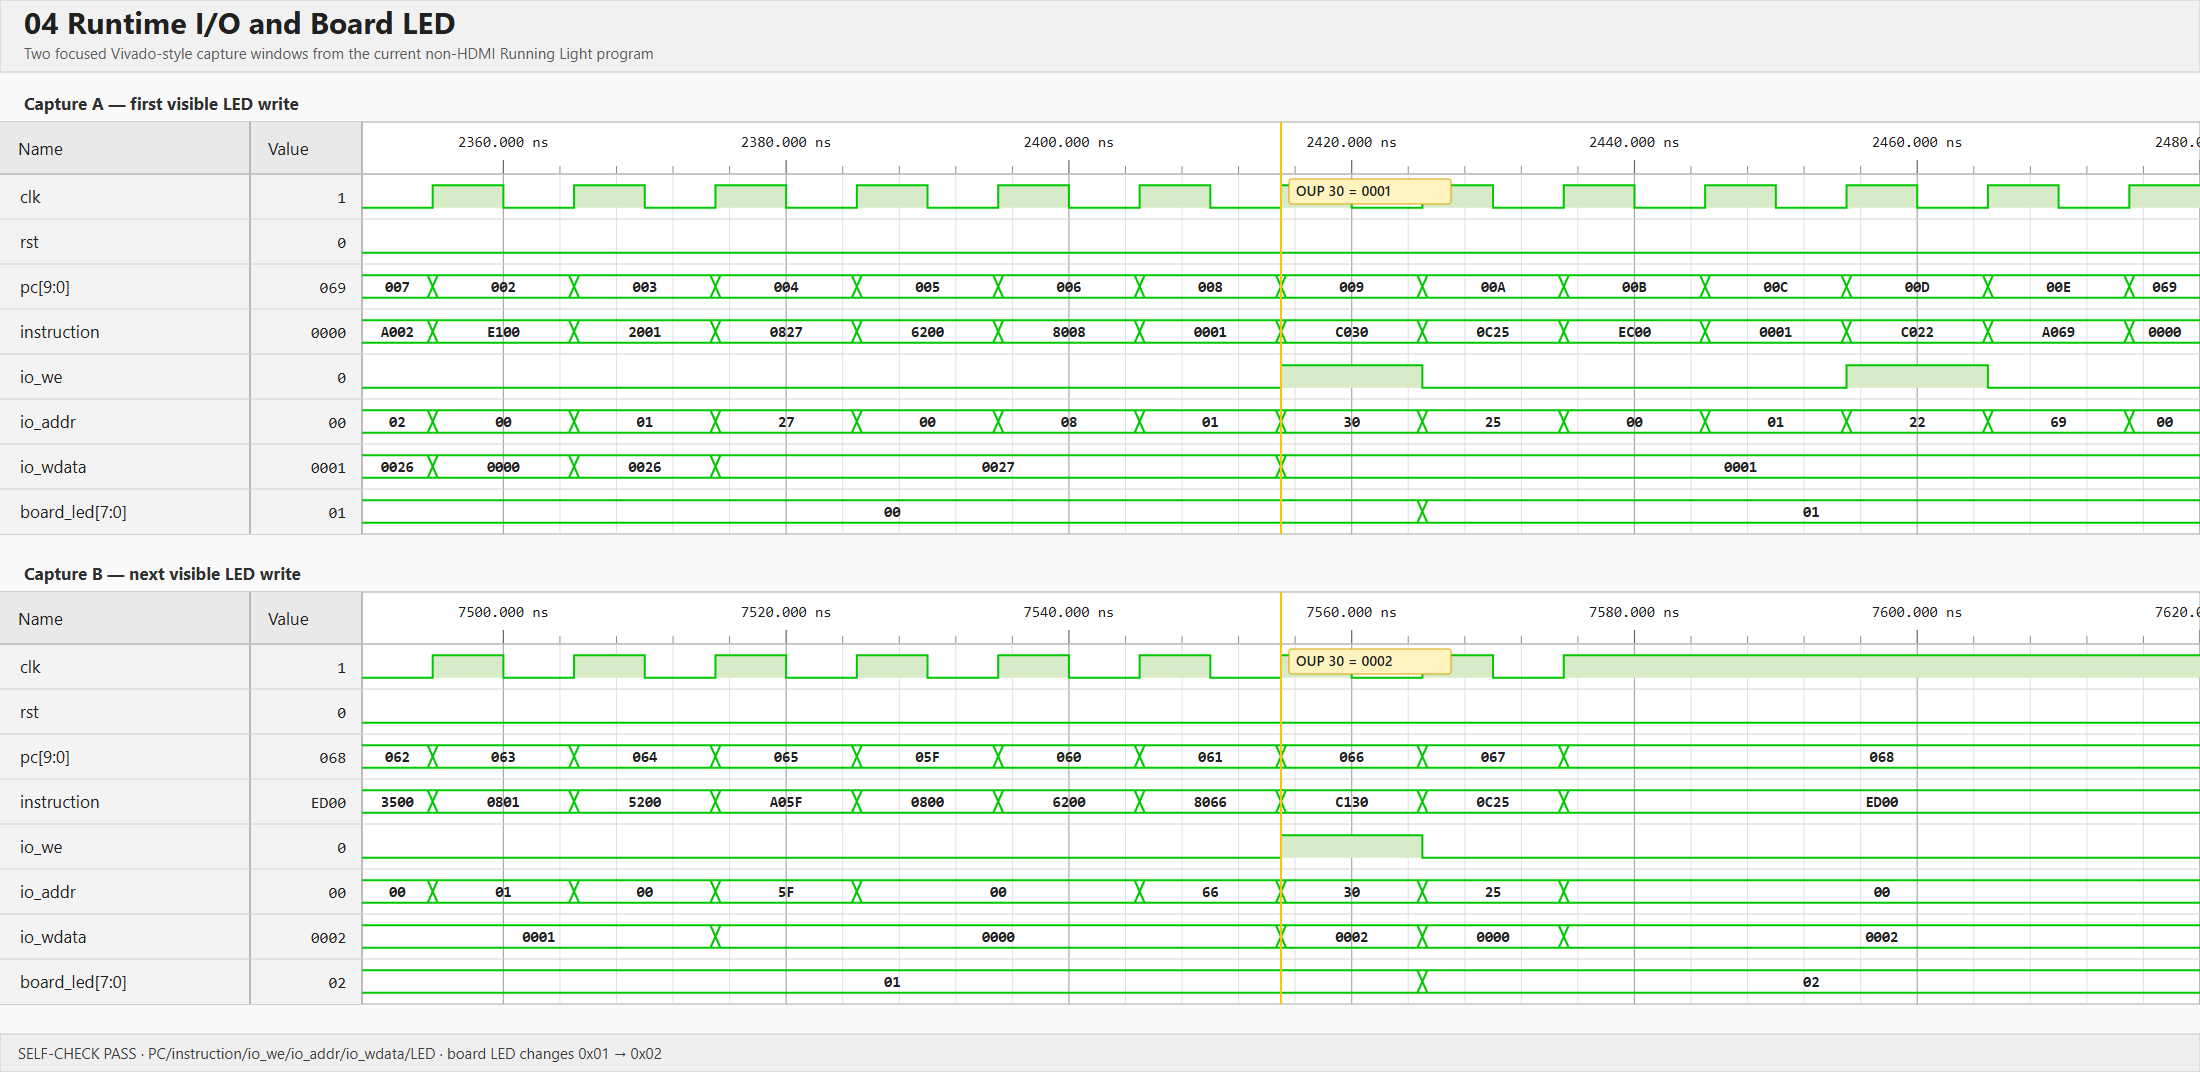 04 Runtime I/O and Board LED
Two focused Vivado-style capture windows from the current non-HDMI Running Light program
Capture A — first visible LED write
Name Value 2360.000 ns 2380.000 ns 2400.000 ns 2420.000 ns 2440.000 ns 2460.000 ns 2480.0
clk 1 OUP 30 = 0001
rst 0
pc[9:0] 069 007 002 003 004 005 006 008 009 00A 00B 00C 00D 00E 069
instruction 0000 A002 E100 2001 0827 6200 8008 0001 C030 0C25 EC00 0001 C022 A069 0000
io_we 0
io_addr 00 02 00 01 27 00 08 01 30 25 00 01 22 69 00
io_wdata 0001 0026 0000 0026 0027 0001
board_led[7:0] 01 00 01
Capture B — next visible LED write
Name Value 7500.000 ns 7520.000 ns 7540.000 ns 7560.000 ns 7580.000 ns 7600.000 ns 7620.0
clk 1 OUP 30 = 0002
rst 0
pc[9:0] 068 062 063 064 065 05F 060 061 066 067 068
instruction ED00 3500 0801 5200 A05F 0800 6200 8066 C130 0C25 ED00
io_we 0
io_addr 00 00 01 00 5F 00 66 30 25 00
io_wdata 0002 0001 0000 0002 0000 0002
board_led[7:0] 02 01 02
SELF-CHECK PASS · PC/instruction/io_we/io_addr/io_wdata/LED · board LED changes 0x01 → 0x02